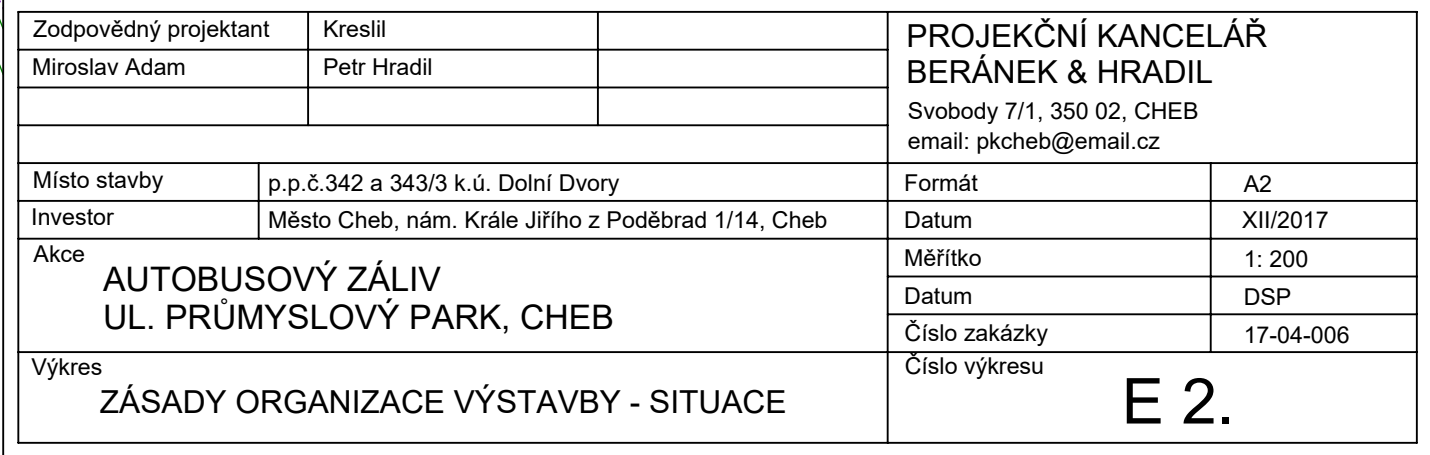 Zodpovědný projektant Kreslil
Miroslav Adam Petr Hradil
PROJEKČNÍ KANCELÁŘ
BERÁNEK & HRADIL
Svobody 7/1, 350 02, CHEB
email: pkcheb@email.cz
Místo stavby p.p.č.342 a 343/3 k.ú. Dolní Dvory
Investor Město Cheb, nám. Krále Jiřího z Poděbrad 1/14, Cheb
Akce
AUTOBUSOVÝ ZÁLIV
UL. PRŮMYSLOVÝ PARK, CHEB
Formát A2
Datum XII/2017
Měřítko 1: 200
Datum DSP
Číslo zakázky 17-04-006
Výkres
ZÁSADY ORGANIZACE VÝSTAVBY - SITUACE
Číslo výkresu
E 2.